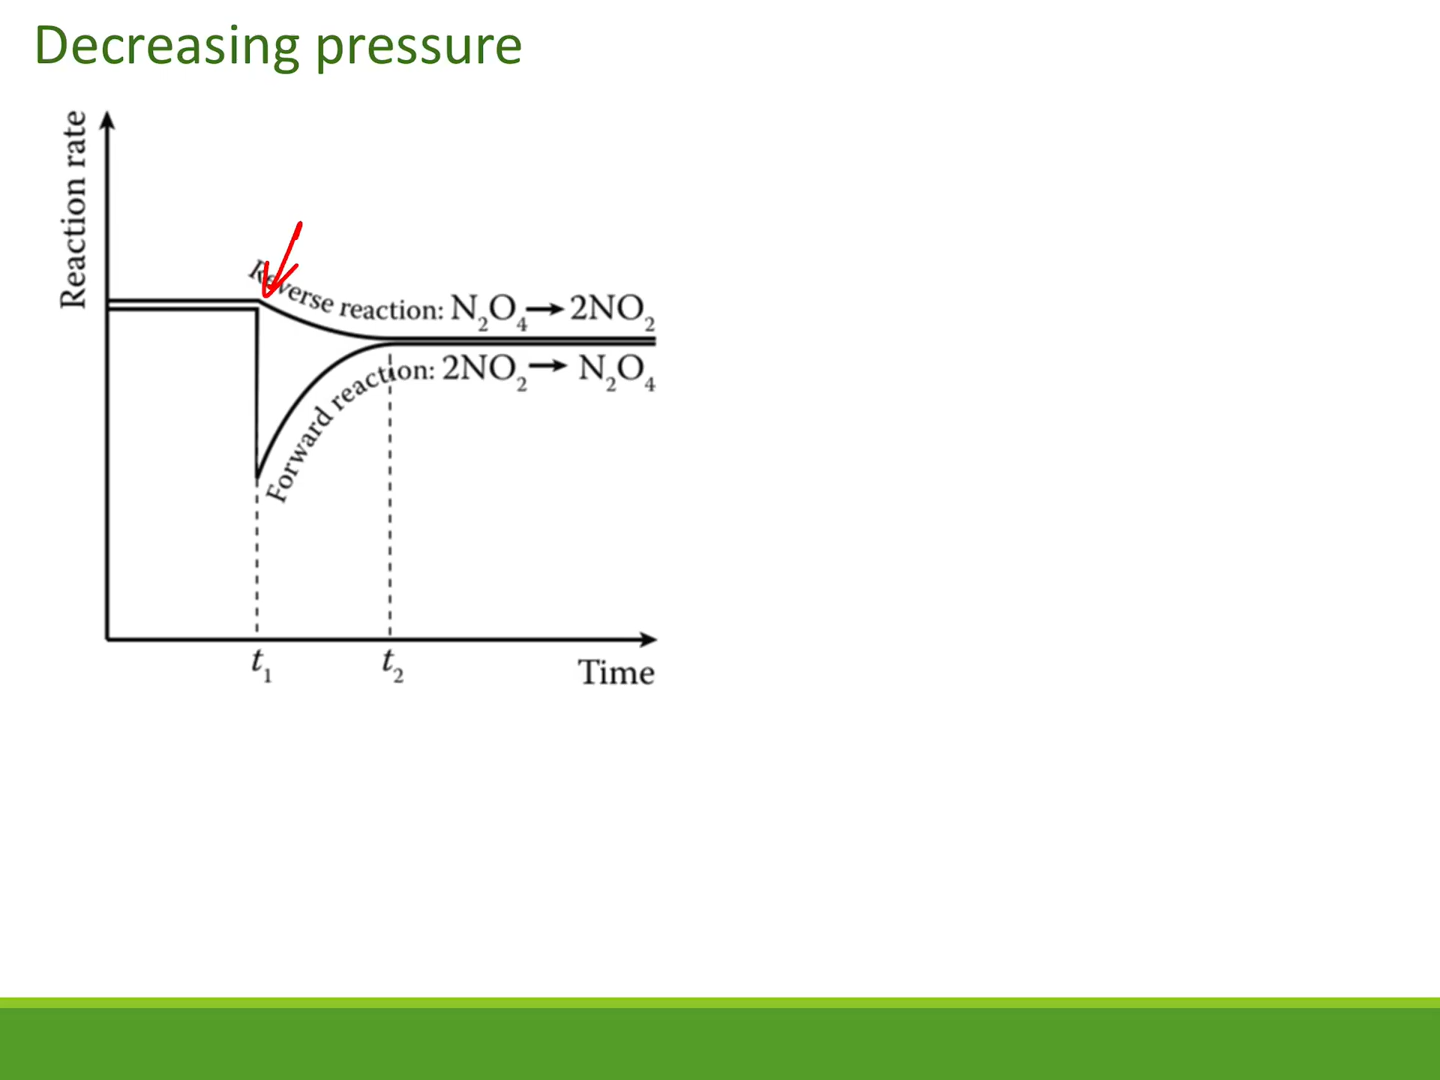 Decreasing pressure
Reaction rate
Reverse reaction: N₂O₄→2NO₂
Forward reaction: 2NO₂→ N₂O₄
t₁
t₂
Time